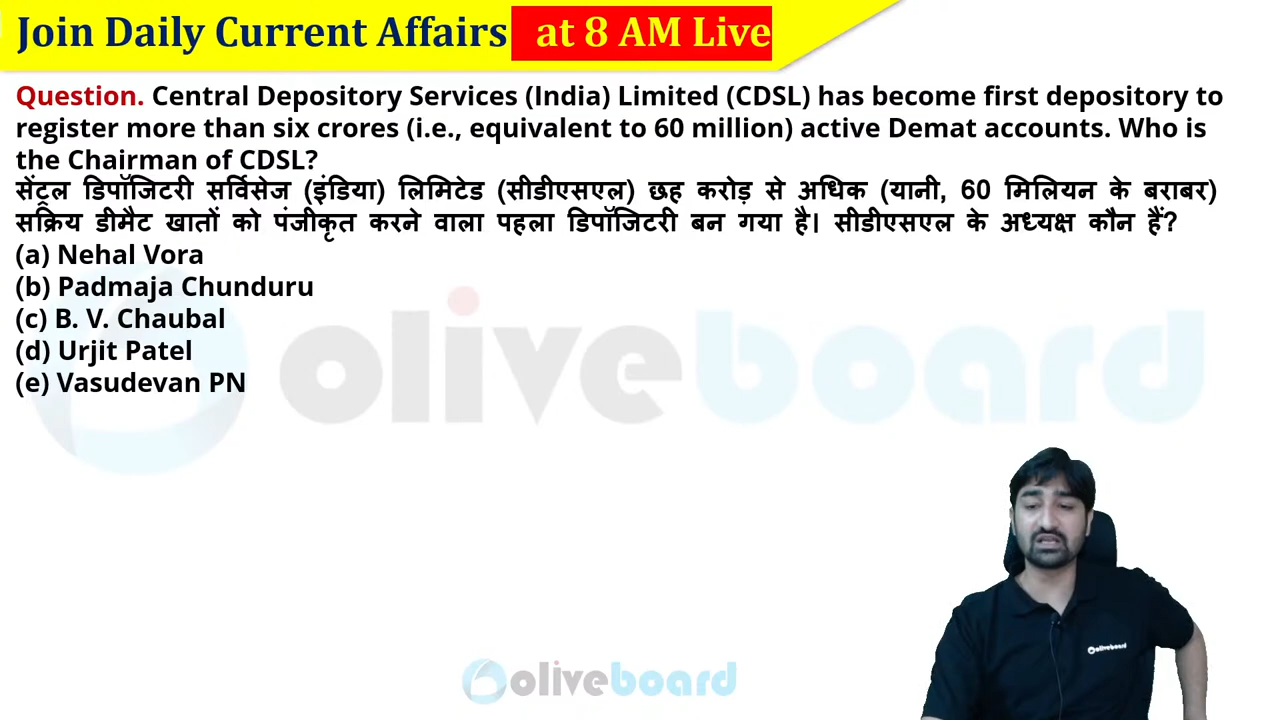 Join Daily Current Affairs at 8 AM Live
Question. Central Depository Services (India) Limited (CDSL) has become first depository to
register more than six crores (i.e., equivalent to 60 million) active Demat accounts. Who is
the Chairman of CDSL?
सेंट्रल डिपॉजिटरी सर्विसेज (इंडिया) लिमिटेड (सीडीएसएल) छह करोड़ से अधिक (यानी, 60 मिलियन के बराबर)
सक्रिय डीमैट खातों को पंजीकृत करने वाला पहला डिपॉजिटरी बन गया है। सीडीएसएल के अध्यक्ष कौन हैं?
(a) Nehal Vora
(b) Padmaja Chunduru
(c) B. V. Chaubal
(d) Urjit Patel
(e) Vasudevan PN
oliveboard
oliveboard
oliveboard